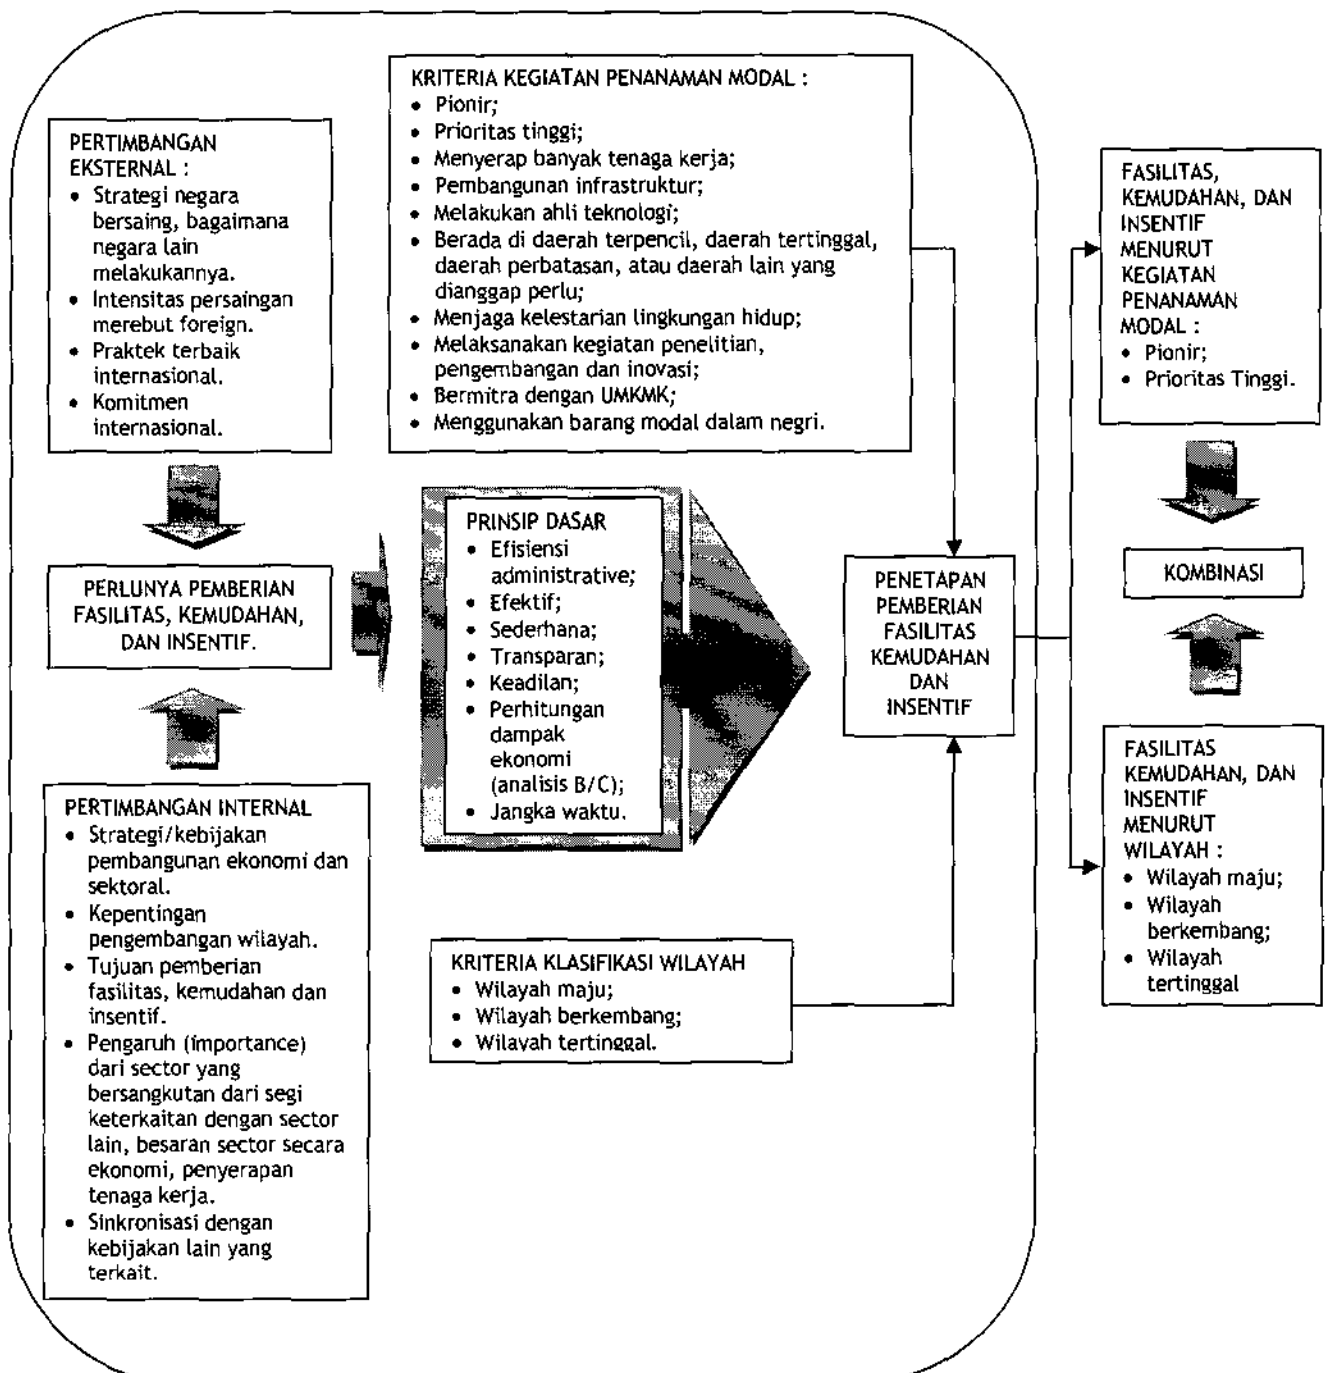 KRITERIA KEGIATAN PENANAMAN MODAL :
• Pionir;
• Prioritas tinggi;
• Menyerap banyak tenaga kerja;
• Pembangunan infrastruktur;
• Melakukan ahli teknologi;
• Berada di daerah terpencil, daerah tertinggal,
daerah perbatasan, atau daerah lain yang
dianggap perlu;
• Menjaga kelestarian lingkungan hidup;
• Melaksanakan kegiatan penelitian,
pengembangan dan inovasi;
• Bermitra dengan UMKMK;
• Menggunakan barang modal dalam negri.
PERTIMBANGAN
EKSTERNAL :
• Strategi negara
bersaing, bagaimana
negara lain
melakukannya.
• Intensitas persaingan
merebut foreign.
• Praktek terbaik
internasional.
• Komitmen
internasional.
PERLUNYA PEMBERIAN
FASILITAS, KEMUDAHAN,
DAN INSENTIF.
PERTIMBANGAN INTERNAL
• Strategi/kebijakan
pembangunan ekonomi dan
sektoral.
• Kepentingan
pengembangan wilayah.
• Tujuan pemberian
fasilitas, kemudahan dan
insentif.
• Pengaruh (importance)
dari sector yang
bersangkutan dari segi
keterkaitan dengan sector
lain, besaran sector secara
ekonomi, penyerapan
tenaga kerja.
• Sinkronisasi dengan
kebijakan lain yang
terkait.
PRINSIP DASAR
• Efisiensi
administrative;
• Efektif;
• Sederhana;
• Transparan;
• Keadilan;
• Perhitungan
dampak
ekonomi
(analisis B/C);
• Jangka waktu.
KRITERIA KLASIFIKASI WILAYAH
• Wilayah maju;
• Wilayah berkembang;
• Wilayah tertinggal.
PENETAPAN
PEMBERIAN
FASILITAS
KEMUDAHAN
DAN
INSENTIF
FASILITAS,
KEMUDAHAN, DAN
INSENTIF
MENURUT
KEGIATAN
PENANAMAN
MODAL :
• Pionir;
• Prioritas Tinggi.
KOMBINASI
FASILITAS
KEMUDAHAN, DAN
INSENTIF
MENURUT
WILAYAH :
• Wilayah maju;
• Wilayah
berkembang;
• Wilayah
tertinggal